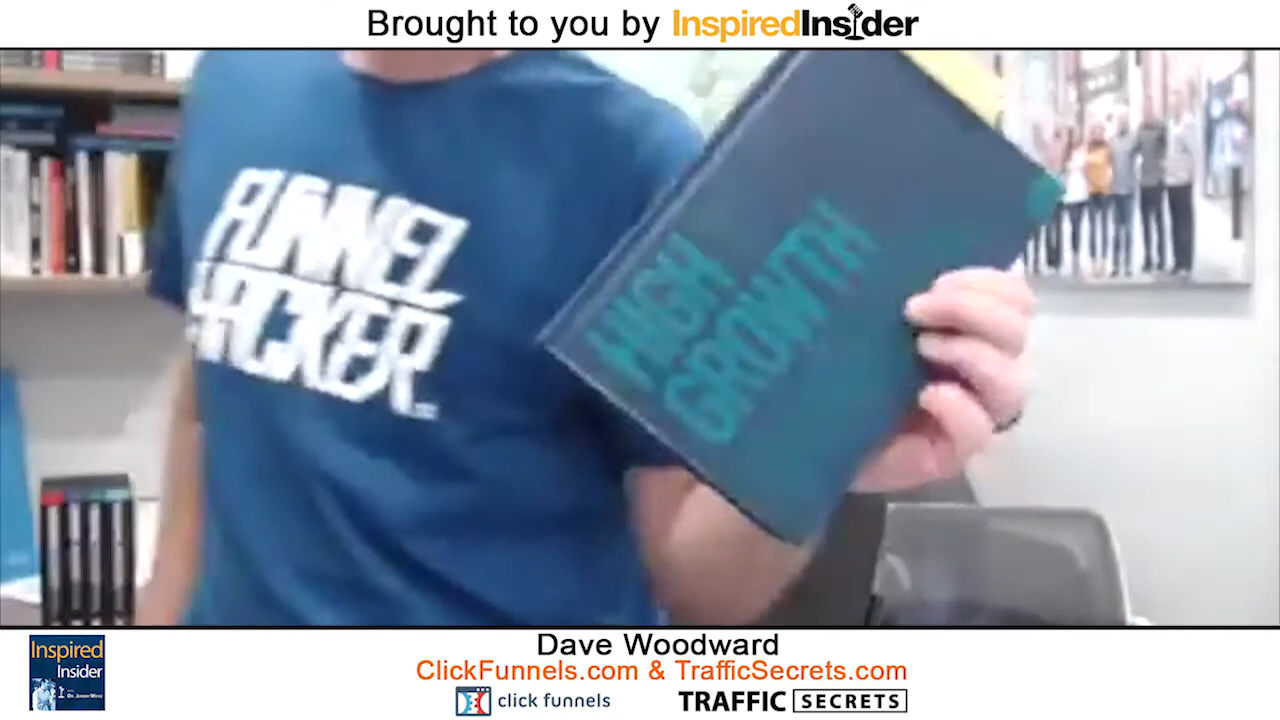 Brought to you by InspiredInsider
FUNNEL
HACKER
HIGH
GROWTH
Dave Woodward
ClickFunnels.com & TrafficSecrets.com
click funnels
TRAFFIC SECRETS
Inspired
Insider